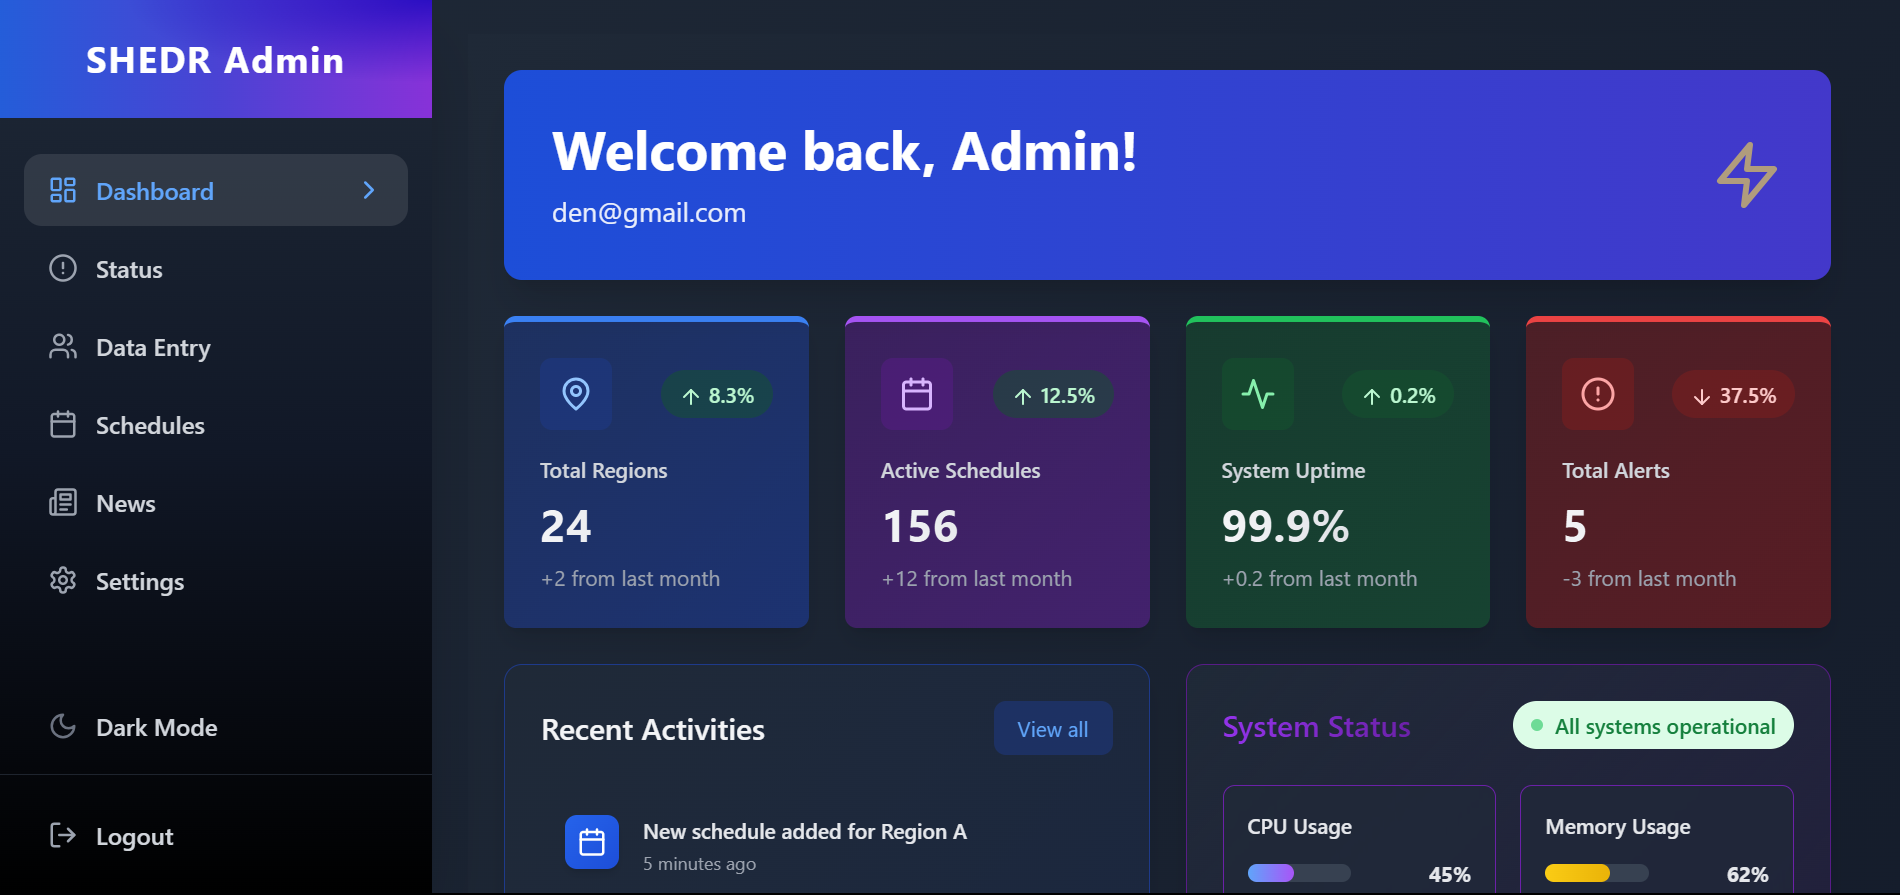 SHEDR Admin
Dashboard
Status
Data Entry
Schedules
News
Settings
Dark Mode
Logout
Welcome back, Admin!
den@gmail.com
↑ 8.3%
Total Regions
24
+2 from last month
↑ 12.5%
Active Schedules
156
+12 from last month
↑ 0.2%
System Uptime
99.9%
+0.2 from last month
↓ 37.5%
Total Alerts
5
-3 from last month
Recent Activities
View all
New schedule added for Region A
5 minutes ago
System Status
All systems operational
CPU Usage
45%
Memory Usage
62%